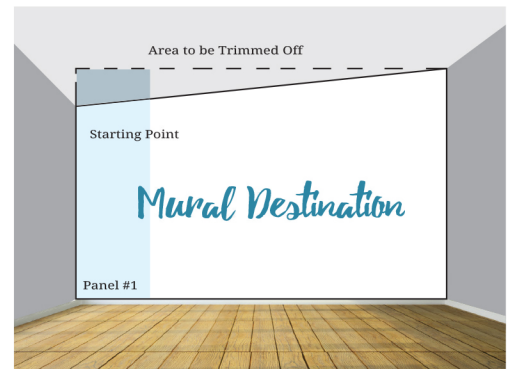 Area to be Trimmed Off
Starting Point
Mural Destination
Panel #1